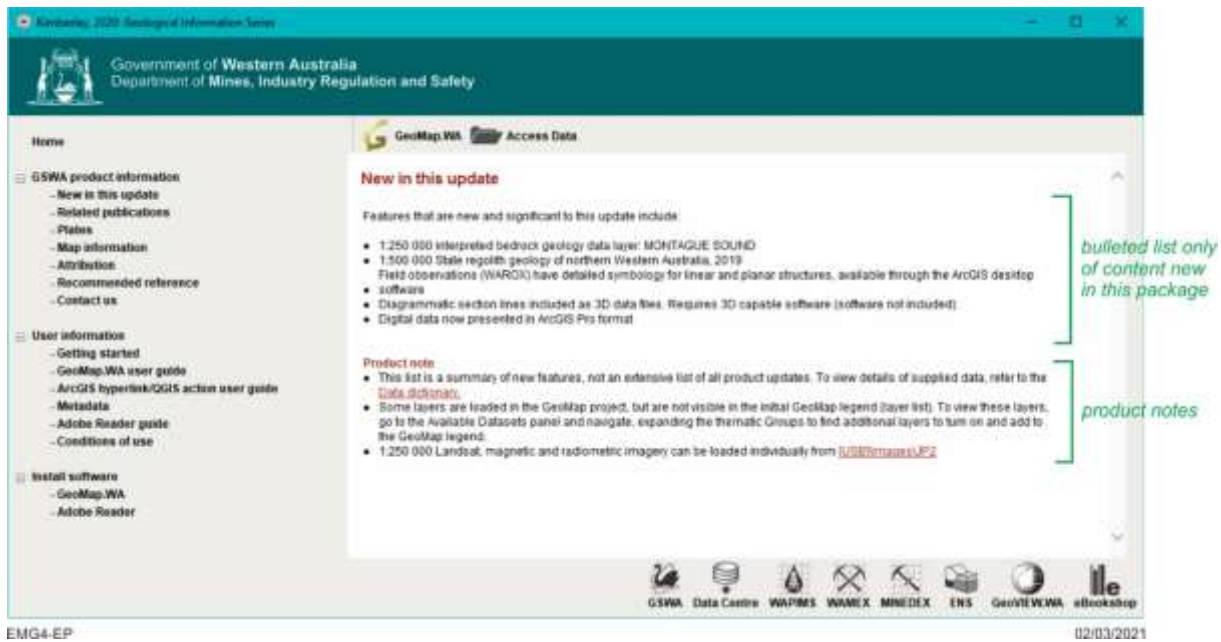 Kimberley, 2020 Geological Information Series
Government of Western Australia
Department of Mines, Industry Regulation and Safety
GeoMap.WA Access Data
Home
GSWA product information
- New in this update
- Related publications
- Plates
- Map information
- Attribution
- Recommended reference
- Contact us
User information
- Getting started
- GeoMap.WA user guide
- ArcGIS hyperlink/QGIS action user guide
- Metadata
- Adobe Reader guide
- Conditions of use
Install software
- GeoMap.WA
- Adobe Reader
New in this update
Features that are new and significant to this update include:
• 1:250 000 interpreted bedrock geology data layer: MONTAGUE SOUND
• 1:500 000 State regolith geology of northern Western Australia, 2019
Field observations (WAROX) have detailed symbology for linear and planar structures, available through the ArcGIS desktop
• software
• Diagrammatic section lines included as 3D data files. Requires 3D capable software (software not included)
• Digital data now presented in ArcGIS Pro format
bulleted list only
of content new
in this package
Product note
• This list is a summary of new features, not an extensive list of all product updates. To view details of supplied data, refer to the
Data dictionary.
• Some layers are loaded in the GeoMap project, but are not visible in the initial GeoMap legend (layer list). To view these layers,
go to the Available Datasets panel and navigate, expanding the thematic Groups to find additional layers to turn on and add to
the GeoMap legend.
• 1:250 000 Landsat, magnetic and radiometric imagery can be loaded individually from
product notes
GSWA Data Centre WAPIMS WAMEX MINEDEX ENS GeoVIEW.WA eBookshop
EMG4-EP
02/03/2021